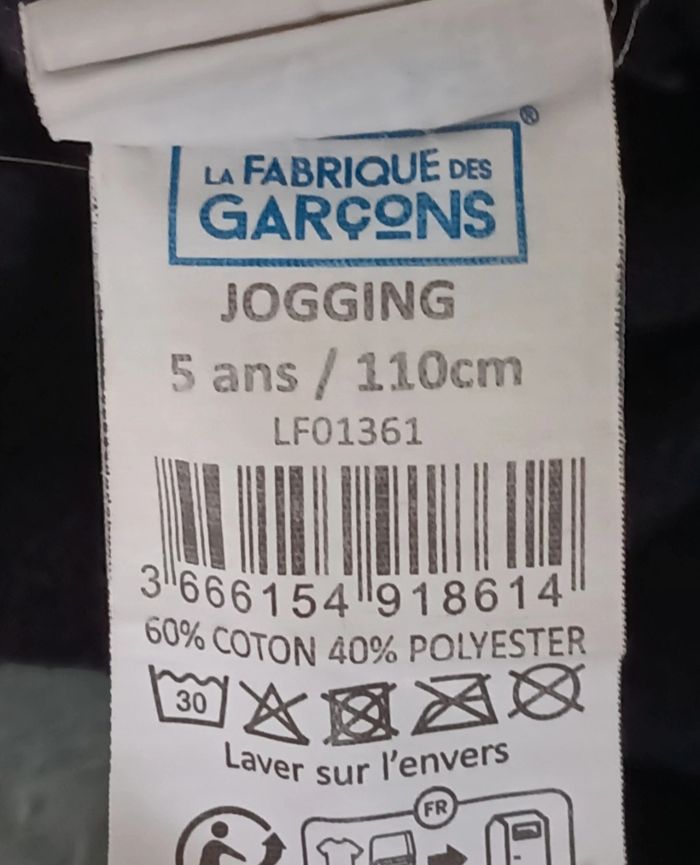 LA FABRIQUE DES
GARÇONS
®
JOGGING
5 ans / 110cm
LF01361
3 666154 918614
60% COTON 40% POLYESTER
30
Laver sur l'envers
FR